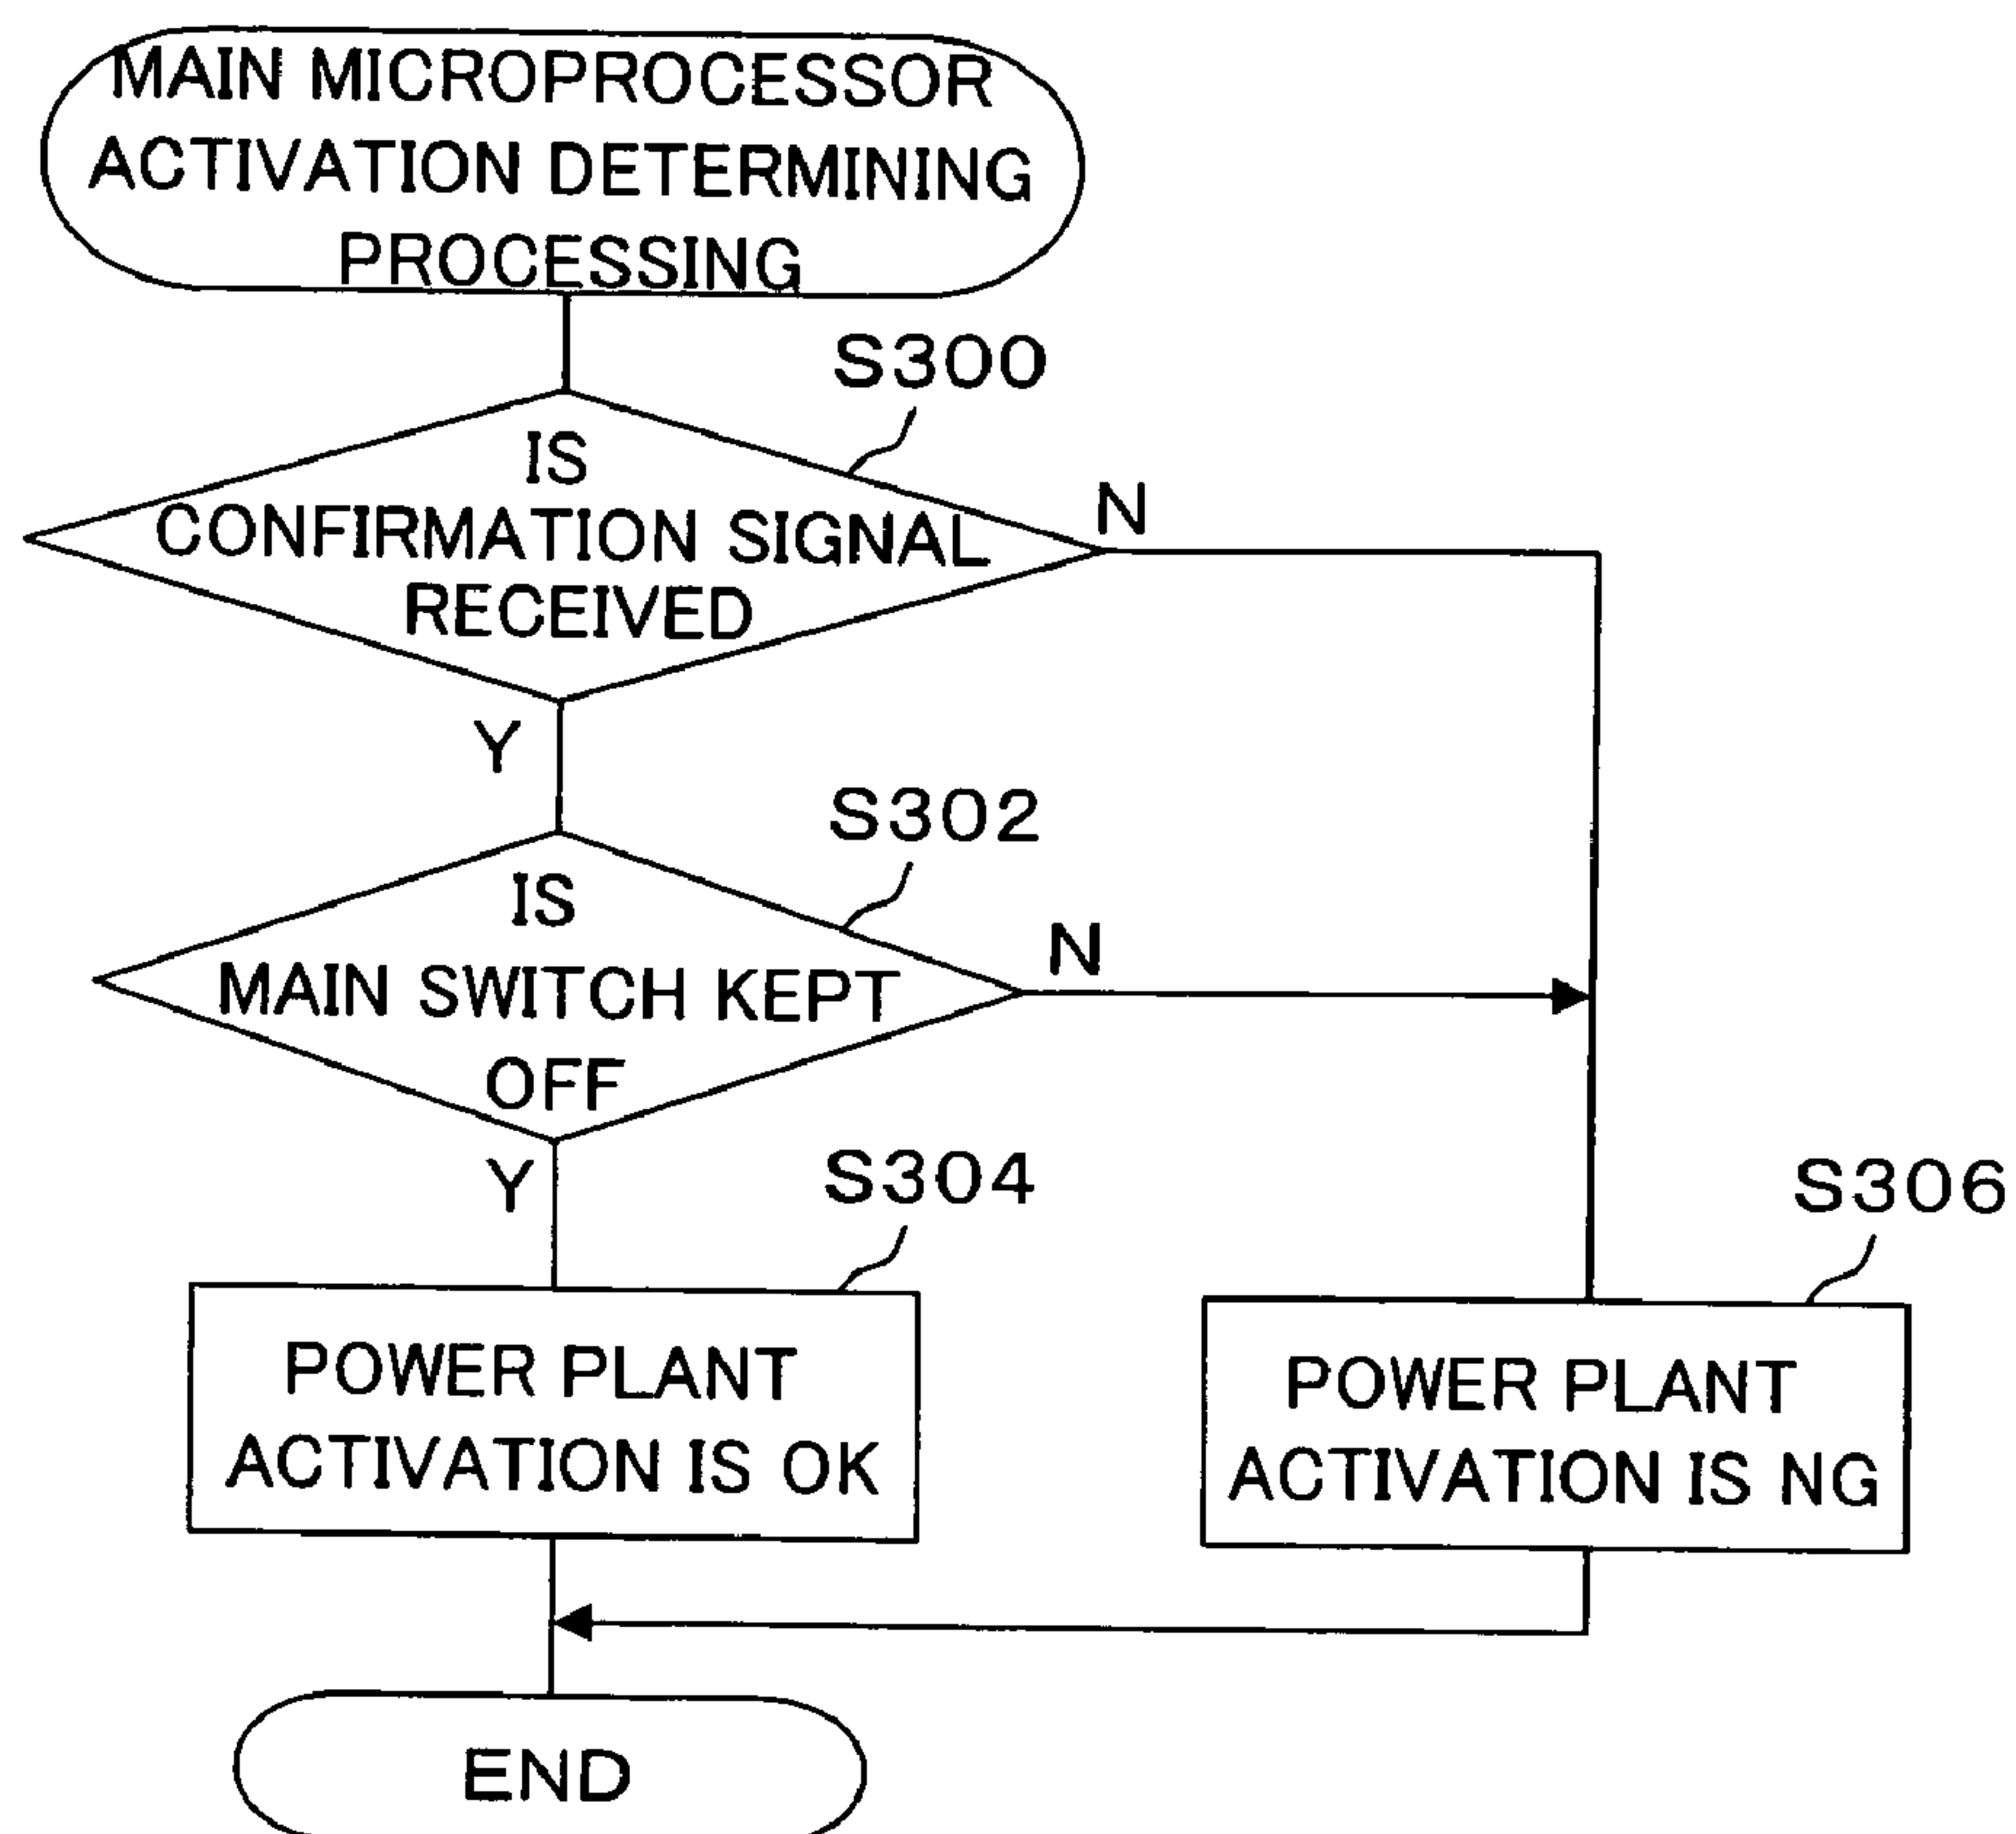 MAIN MICROPROCESSOR
ACTIVATION DETERMINING
PROCESSING
S300
IS
CONFIRMATION SIGNAL
RECEIVED
N
Y
S302
IS
MAIN SWITCH KEPT
OFF
N
Y
S304
POWER PLANT
ACTIVATION IS OK
S306
POWER PLANT
ACTIVATION IS NG
END